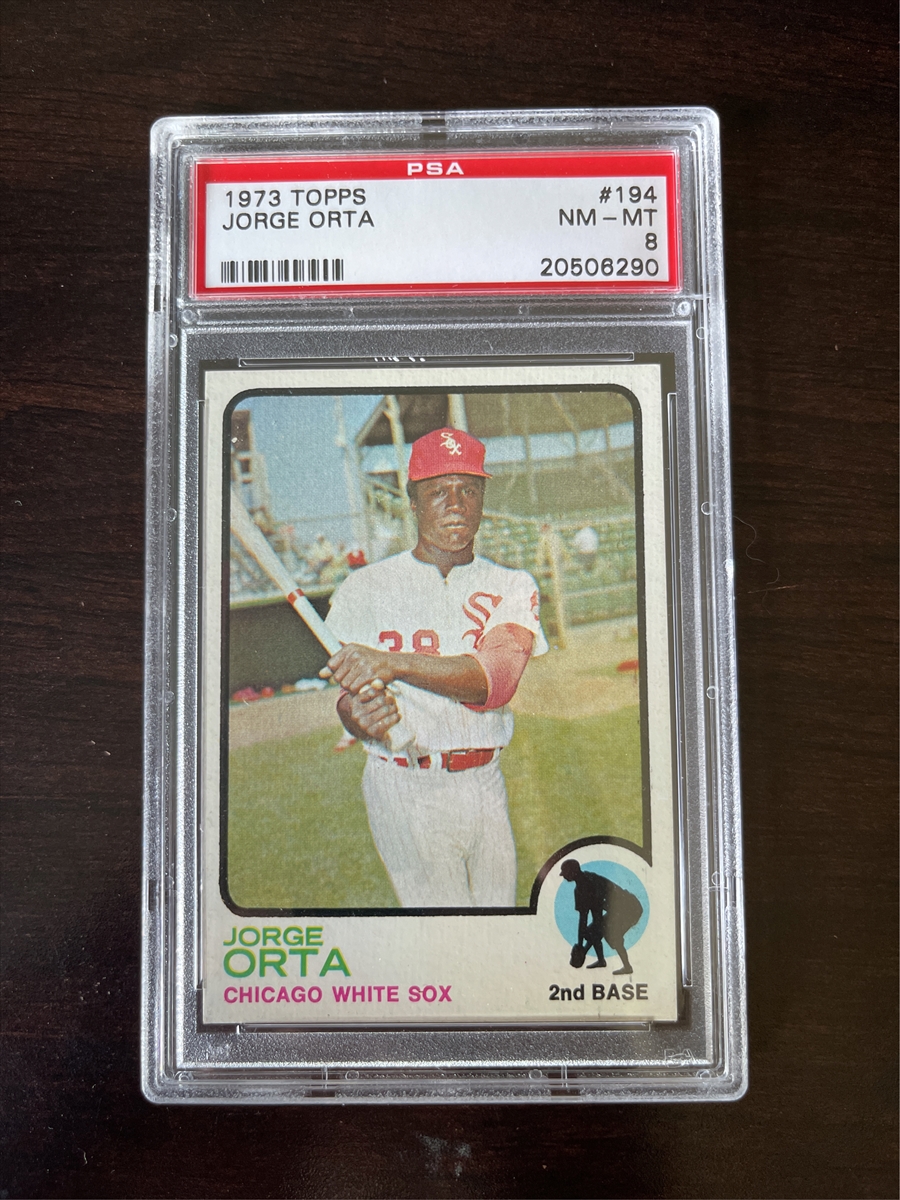 PSA
1973 TOPPS #194
JORGE ORTA NM - MT
8
20506290
Sox
38 S
JORGE
ORTA
CHICAGO WHITE SOX 2nd BASE